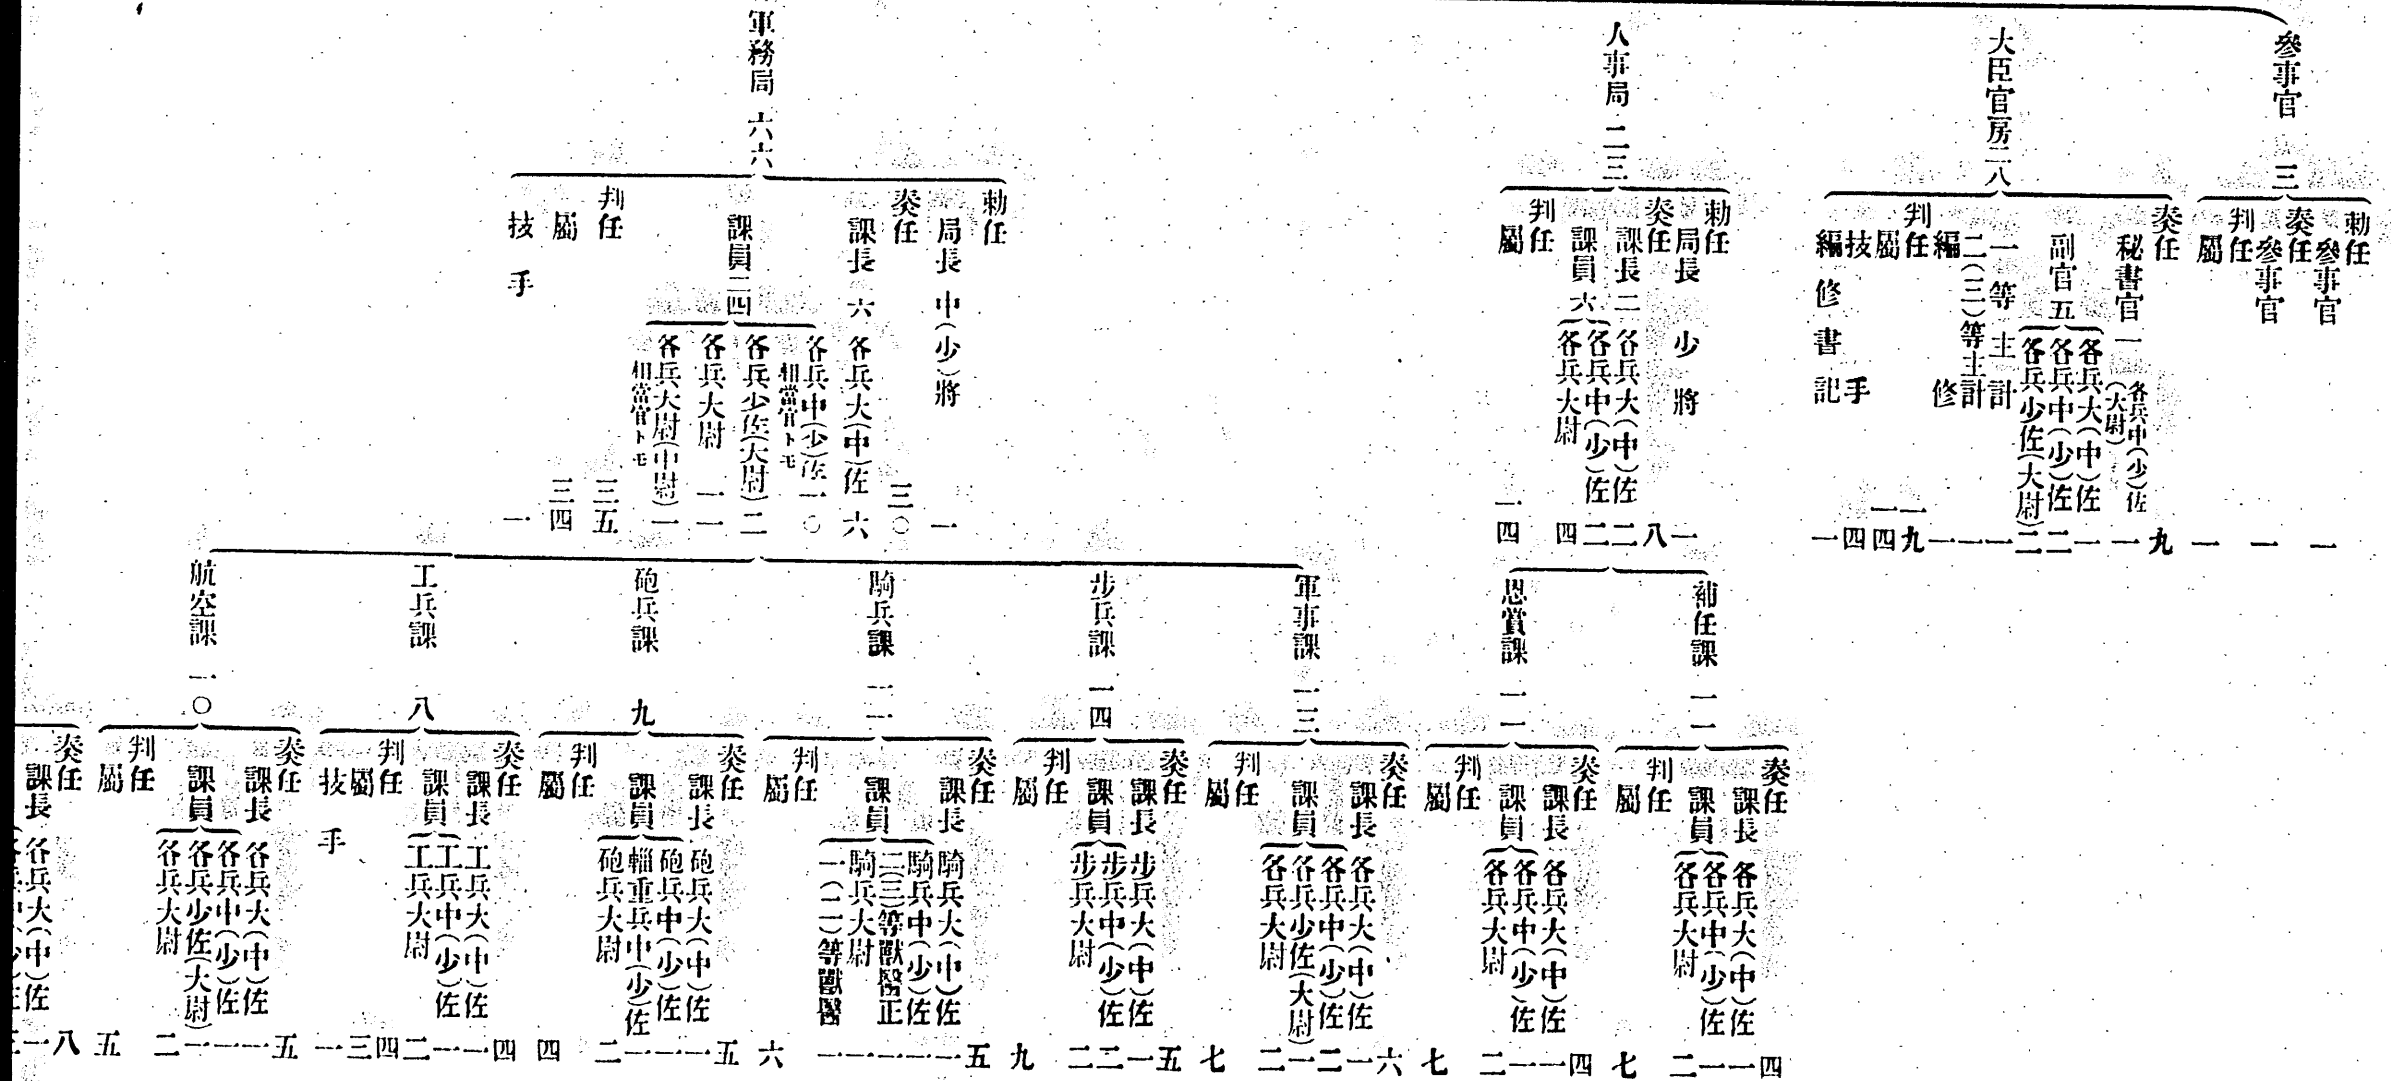 參事官 三
勅任
參事官 一
奏任
參事官 一
判任
屬 一
大臣官房 二八
奏任 九
秘書官 一 各兵中(少)佐(大尉) 一
副官 五
各兵大(中)佐 一
各兵中(少)佐 二
各兵少佐(大尉) 二
一等主計 一
二(三)等主計 一
編修 一
判任 一九
屬 一四
技手 四
編修書記 一
人事局 二三
勅任
局長 少將 一
奏任 八
課長 二 各兵大(中)佐 二
課員 六
各兵中(少)佐 二
各兵大尉 四
判任
屬 一四
補任課 一一
奏任 四
課長 各兵大(中)佐 一
課員
各兵中(少)佐 一
各兵大尉 二
判任
屬 七
恩賞課 一一
奏任 四
課長 各兵大(中)佐 一
課員
各兵中(少)佐 一
各兵大尉 二
判任
屬 七
軍務局 六六
勅任
局長 中(少)將 一
奏任 三〇
課長 六 各兵大(中)佐 六
課員 二四
各兵中(少)佐相當官トモ 一〇
各兵少佐(大尉) 二
各兵大尉 一一
各兵大尉(中尉)相當官トモ 一
判任 三五
屬 三四
技手 一
軍事課 一三
奏任 六
課長 各兵大(中)佐 一
課員
各兵中(少)佐 二
各兵少佐(大尉) 一
各兵大尉 二
判任
屬 七
步兵課 一四
奏任 五
課長 步兵大(中)佐 一
課員
步兵中(少)佐 二
步兵大尉 二
判任
屬 九
騎兵課 一一
奏任 五
課長 騎兵大(中)佐 一
課員
騎兵中(少)佐 一
二(三)等獸醫正 一
騎兵大尉 一
一(二)等獸醫 一
判任
屬 六
砲兵課 九
奏任 五
課長 砲兵大(中)佐 一
課員
砲兵中(少)佐 一
輜重兵中(少)佐 一
砲兵大尉 二
判任
屬 四
工兵課 八
奏任 四
課長 工兵大(中)佐 一
課員
工兵中(少)佐 一
工兵大尉 二
判任 四
屬 三
技手 一
航空課 一〇
奏任 五
課長 各兵大(中)佐 一
課員
各兵中(少)佐 一
各兵少佐(大尉) 一
各兵大尉 二
判任
屬 五
奏任 八
課長 各兵大(中)佐 一